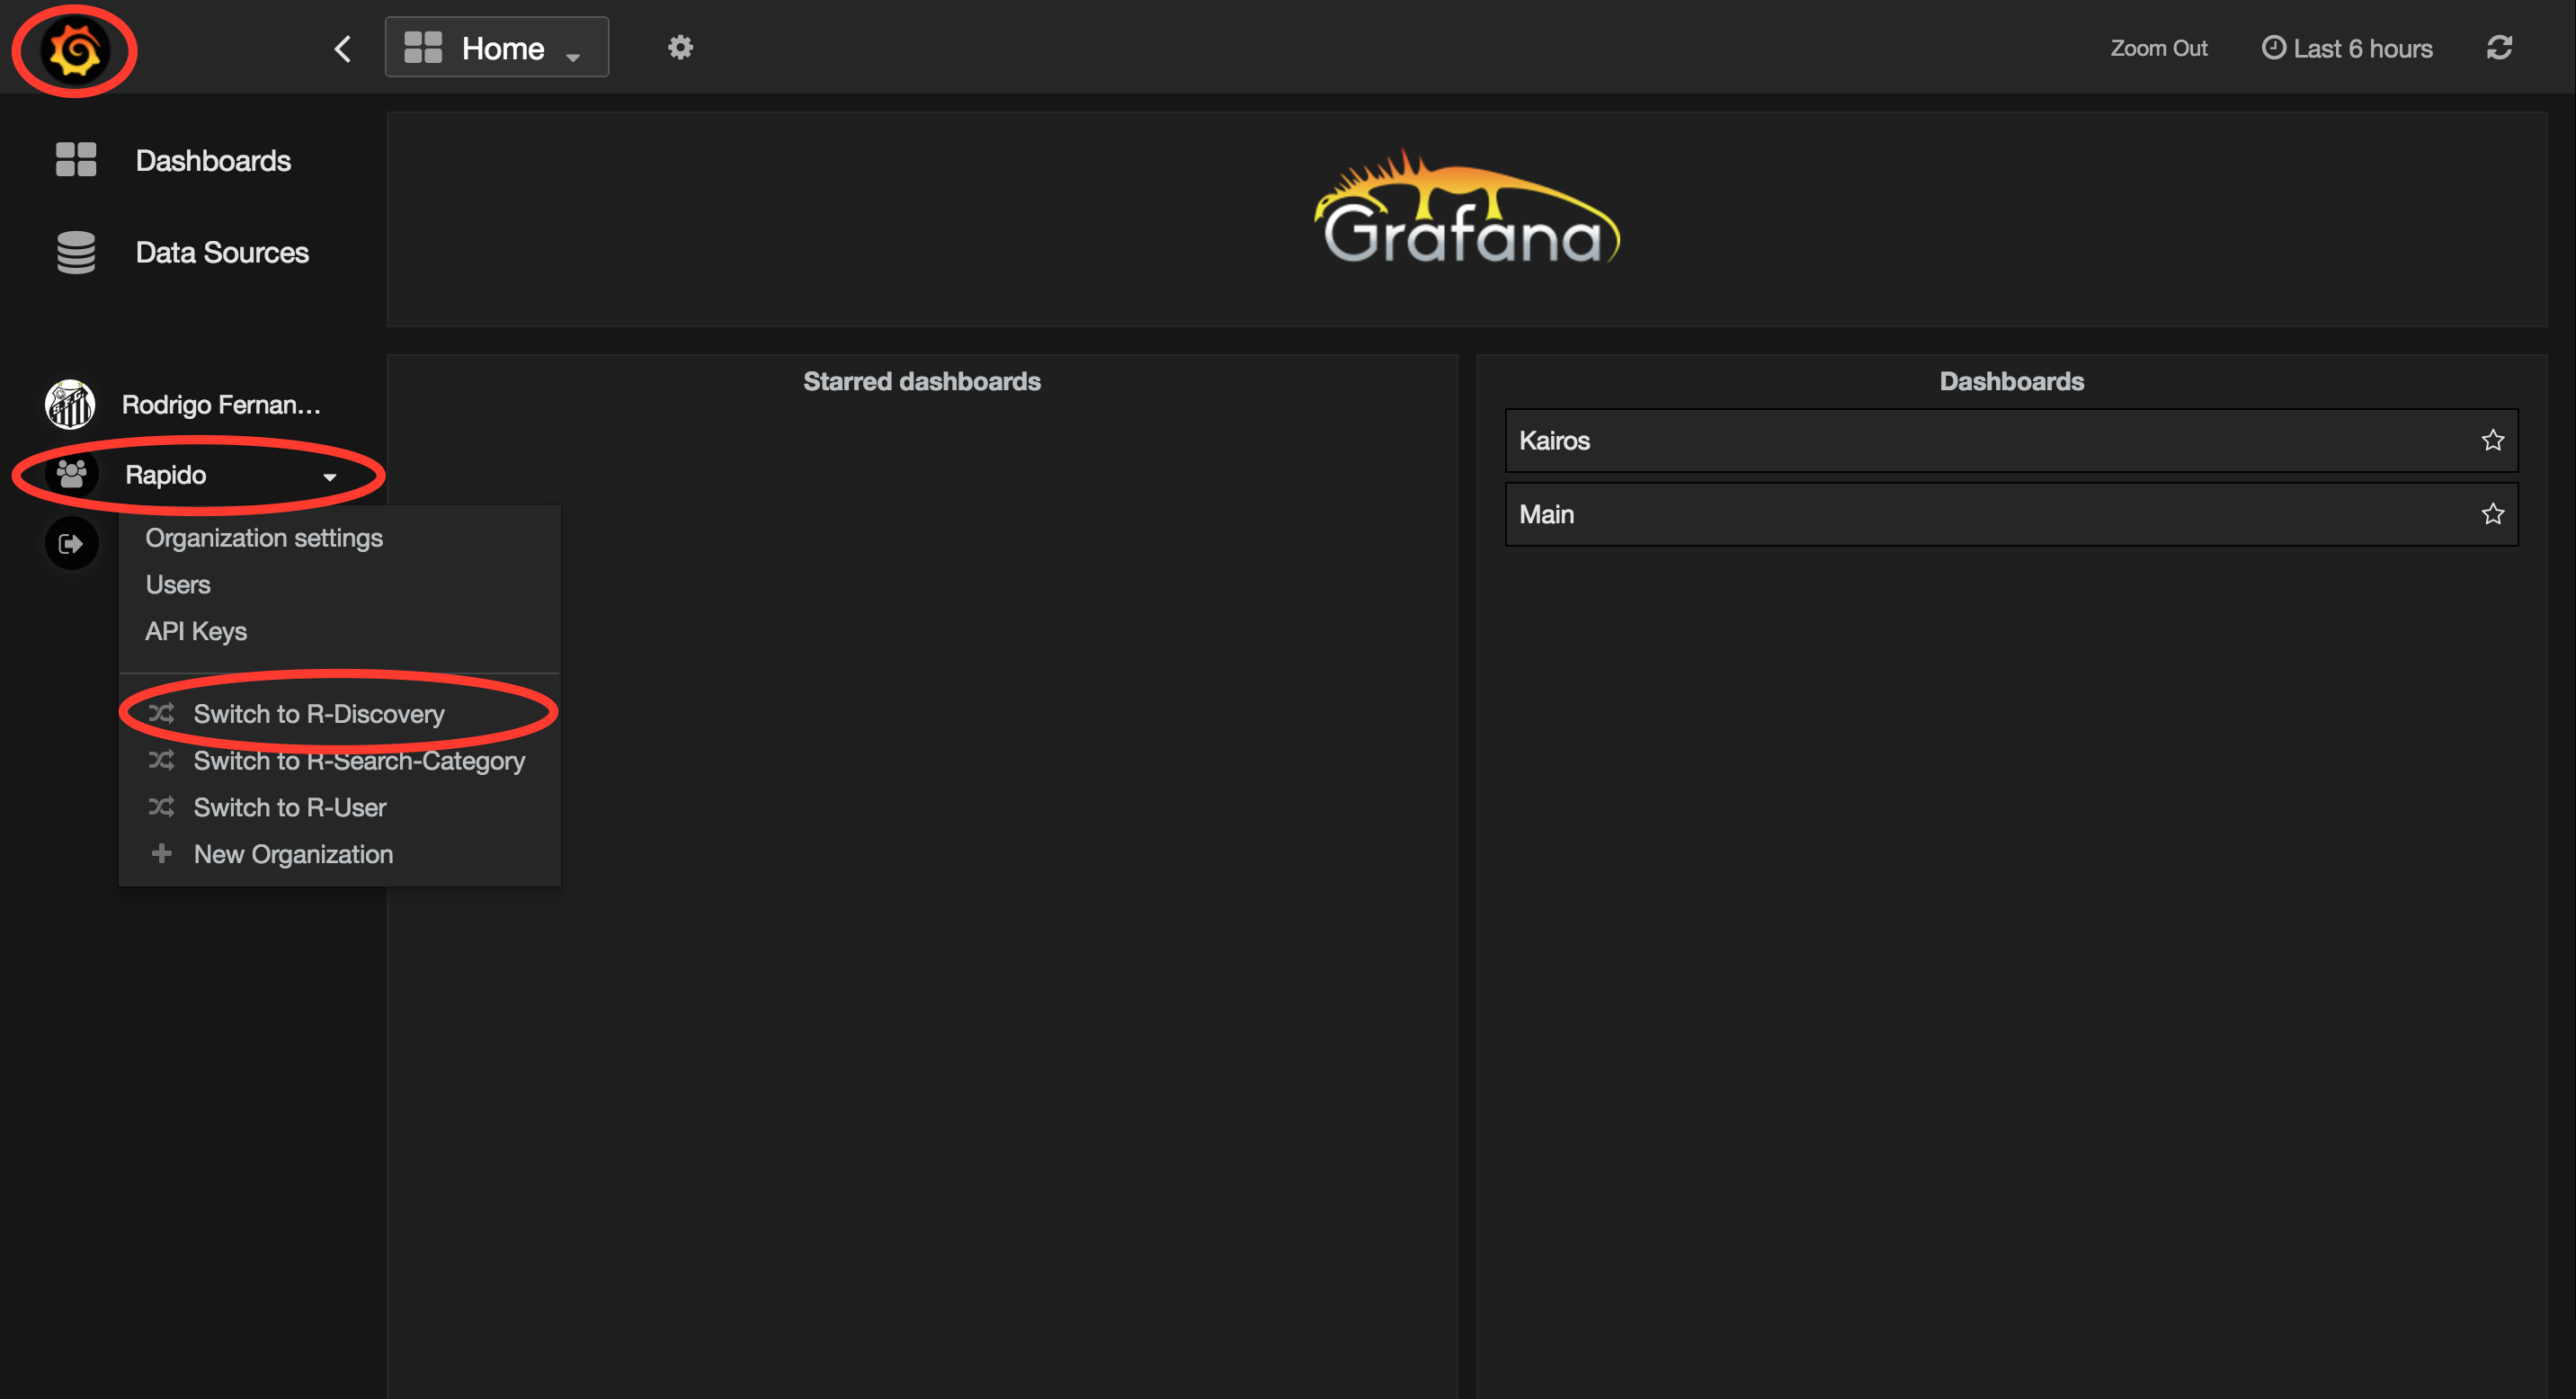 Home
Zoom Out
Last 6 hours
Dashboards
Data Sources
Grafana
Rodrigo Fernan...
Rapido
Organization settings
Users
API Keys
Switch to R-Discovery
Switch to R-Search-Category
Switch to R-User
New Organization
Starred dashboards
Dashboards
Kairos
Main